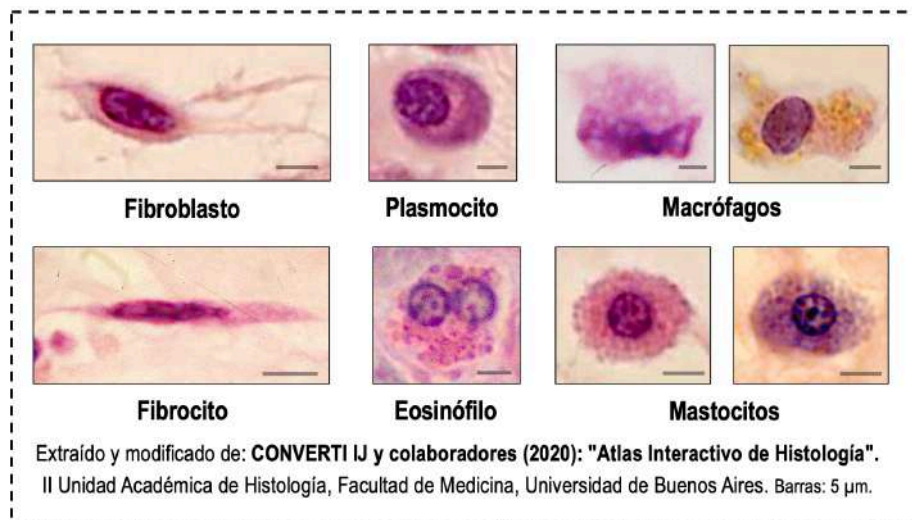 Fibroblasto
Plasmocito
Macrófagos
Fibrocito
Eosinófilo
Mastocitos
Extraído y modificado de: CONVERTI IJ y colaboradores (2020): "Atlas Interactivo de Histología".
II Unidad Académica de Histología, Facultad de Medicina, Universidad de Buenos Aires. Barras: 5 µm.